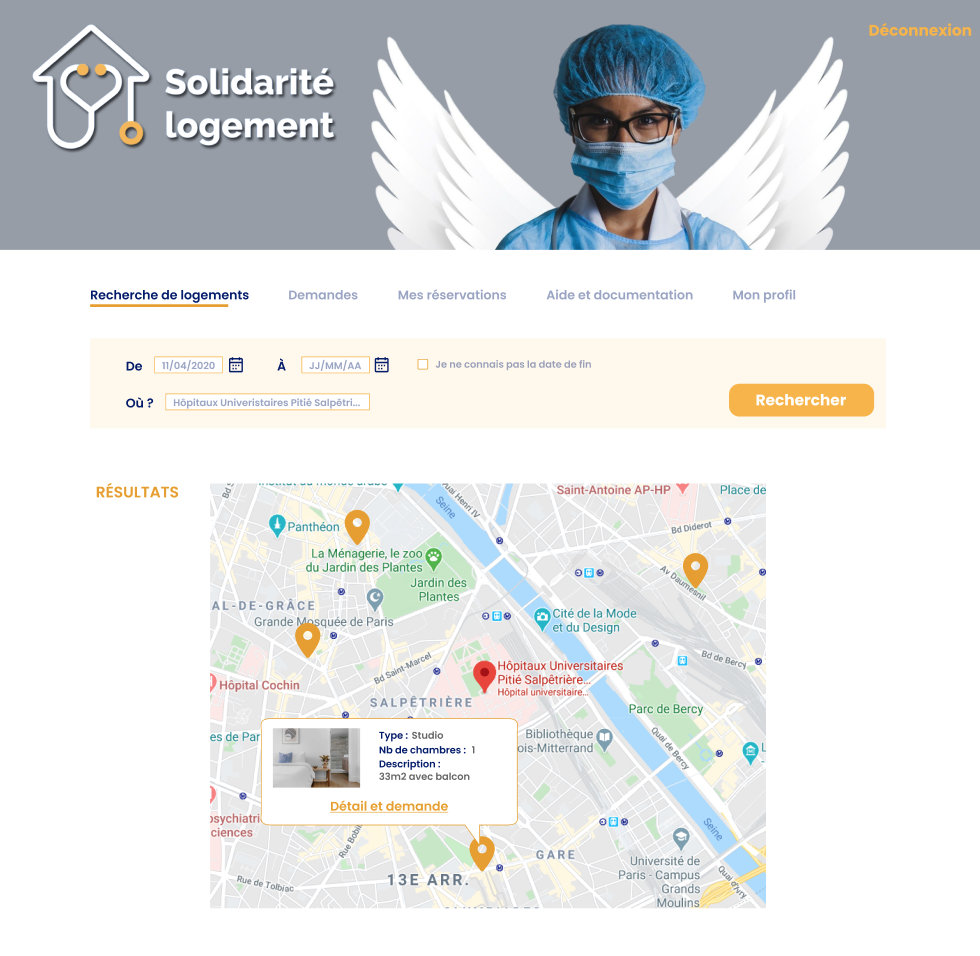 Déconnexion
Solidarité
logement
Recherche de logements
Demandes
Mes réservations
Aide et documentation
Mon profil
De
11/04/2020
À
JJ/MM/AA
Je ne connais pas la date de fin
Où ?
Hôpitaux Univeristaires Pitié Salpêtri...
Rechercher
RÉSULTATS
Institut du monde arabe
Quai Henri IV
Seine
Saint-Antoine AP-HP
Place de
Bd Diderot
Panthéon
La Ménagerie, le zoo
du Jardin des Plantes
Jardin des
Plantes
Av Daumesnil
AL-DE-GRÂCE
Grande Mosquée de Paris
Cité de la Mode
et du Design
Bd Saint-Marcel
Bd de Bercy
Hôpital Cochin
Hôpitaux Universitaires
Pitié Salpêtrière...
Hôpital universitaire...
SALPÊTRIÈRE
Parc de Bercy
es de Par
Bibliothèque
ois-Mitterrand
Type : Studio
Nb de chambres : 1
Description :
33m2 avec balcon
Détail et demande
psychiatri
ciences
Seine
GARE
13E ARR.
Rue de Tolbiac
Université de
Paris - Campus
Grands
Moulins
Quai d'Ivry